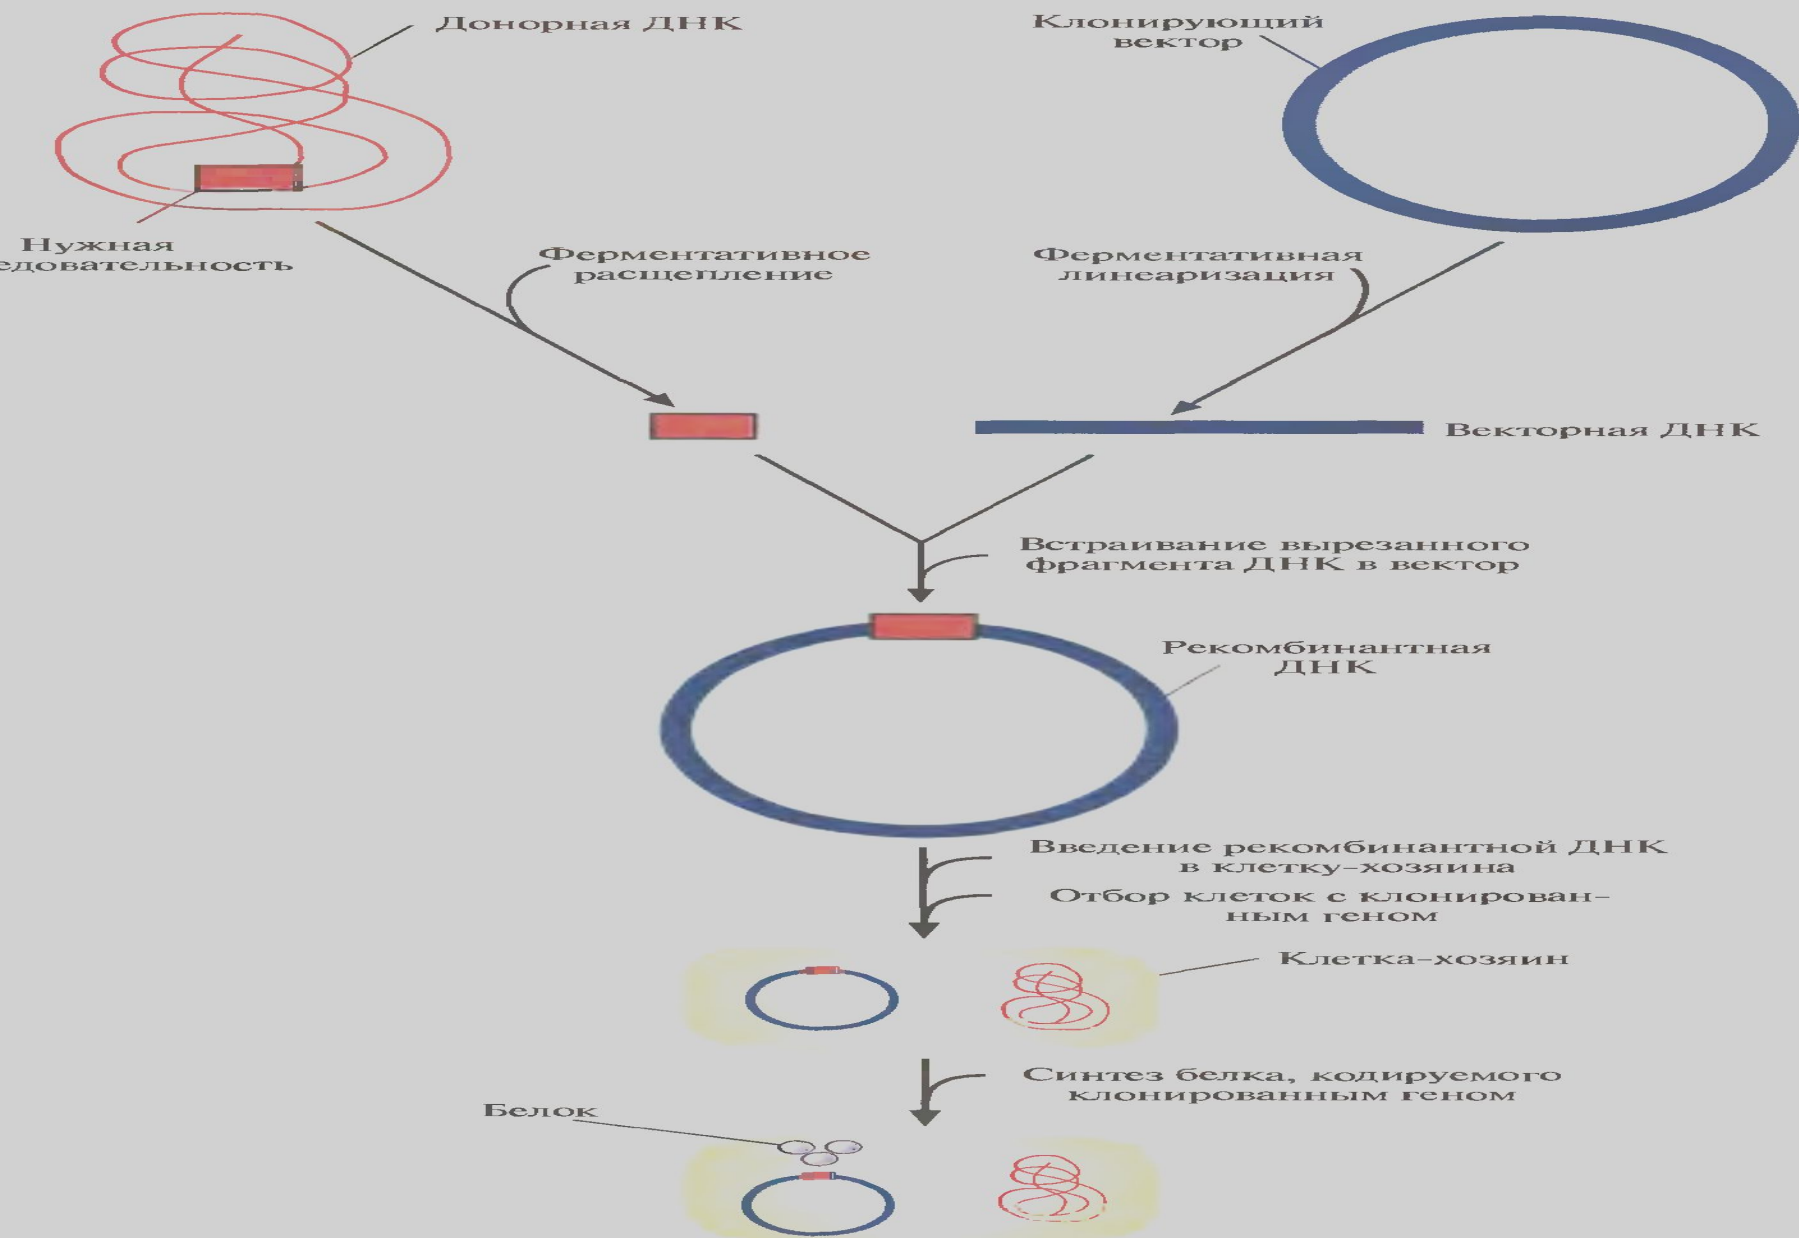 Донорная ДНК
Клонирующий
вектор
Нужная
едовательность
Ферментативное
расщепление
Ферментативная
линеаризация
Векторная ДНК
Встраивание вырезанного
фрагмента ДНК в вектор
Рекомбинантная
ДНК
Введение рекомбинантной ДНК
в клетку-хозяина
Отбор клеток с клонирован-
ным геном
Клетка-хозяин
Синтез белка, кодируемого
клонированным геном
Белок